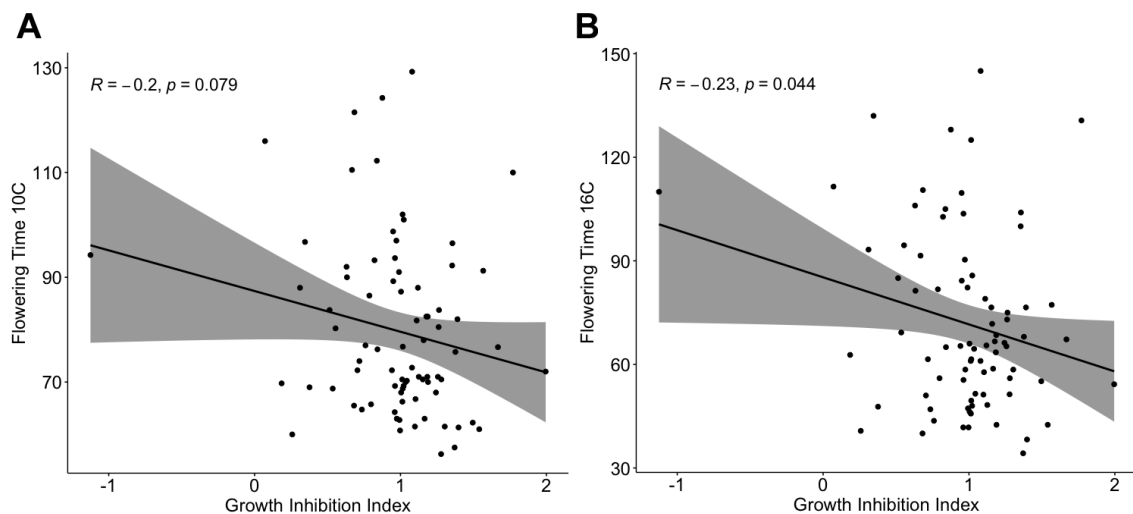 A
R = −0.2, p = 0.079
130
110
90
70
Flowering Time 10C
-1
0
1
2
Growth Inhibition Index
B
R = −0.23, p = 0.044
150
120
90
60
30
Flowering Time 16C
-1
0
1
2
Growth Inhibition Index